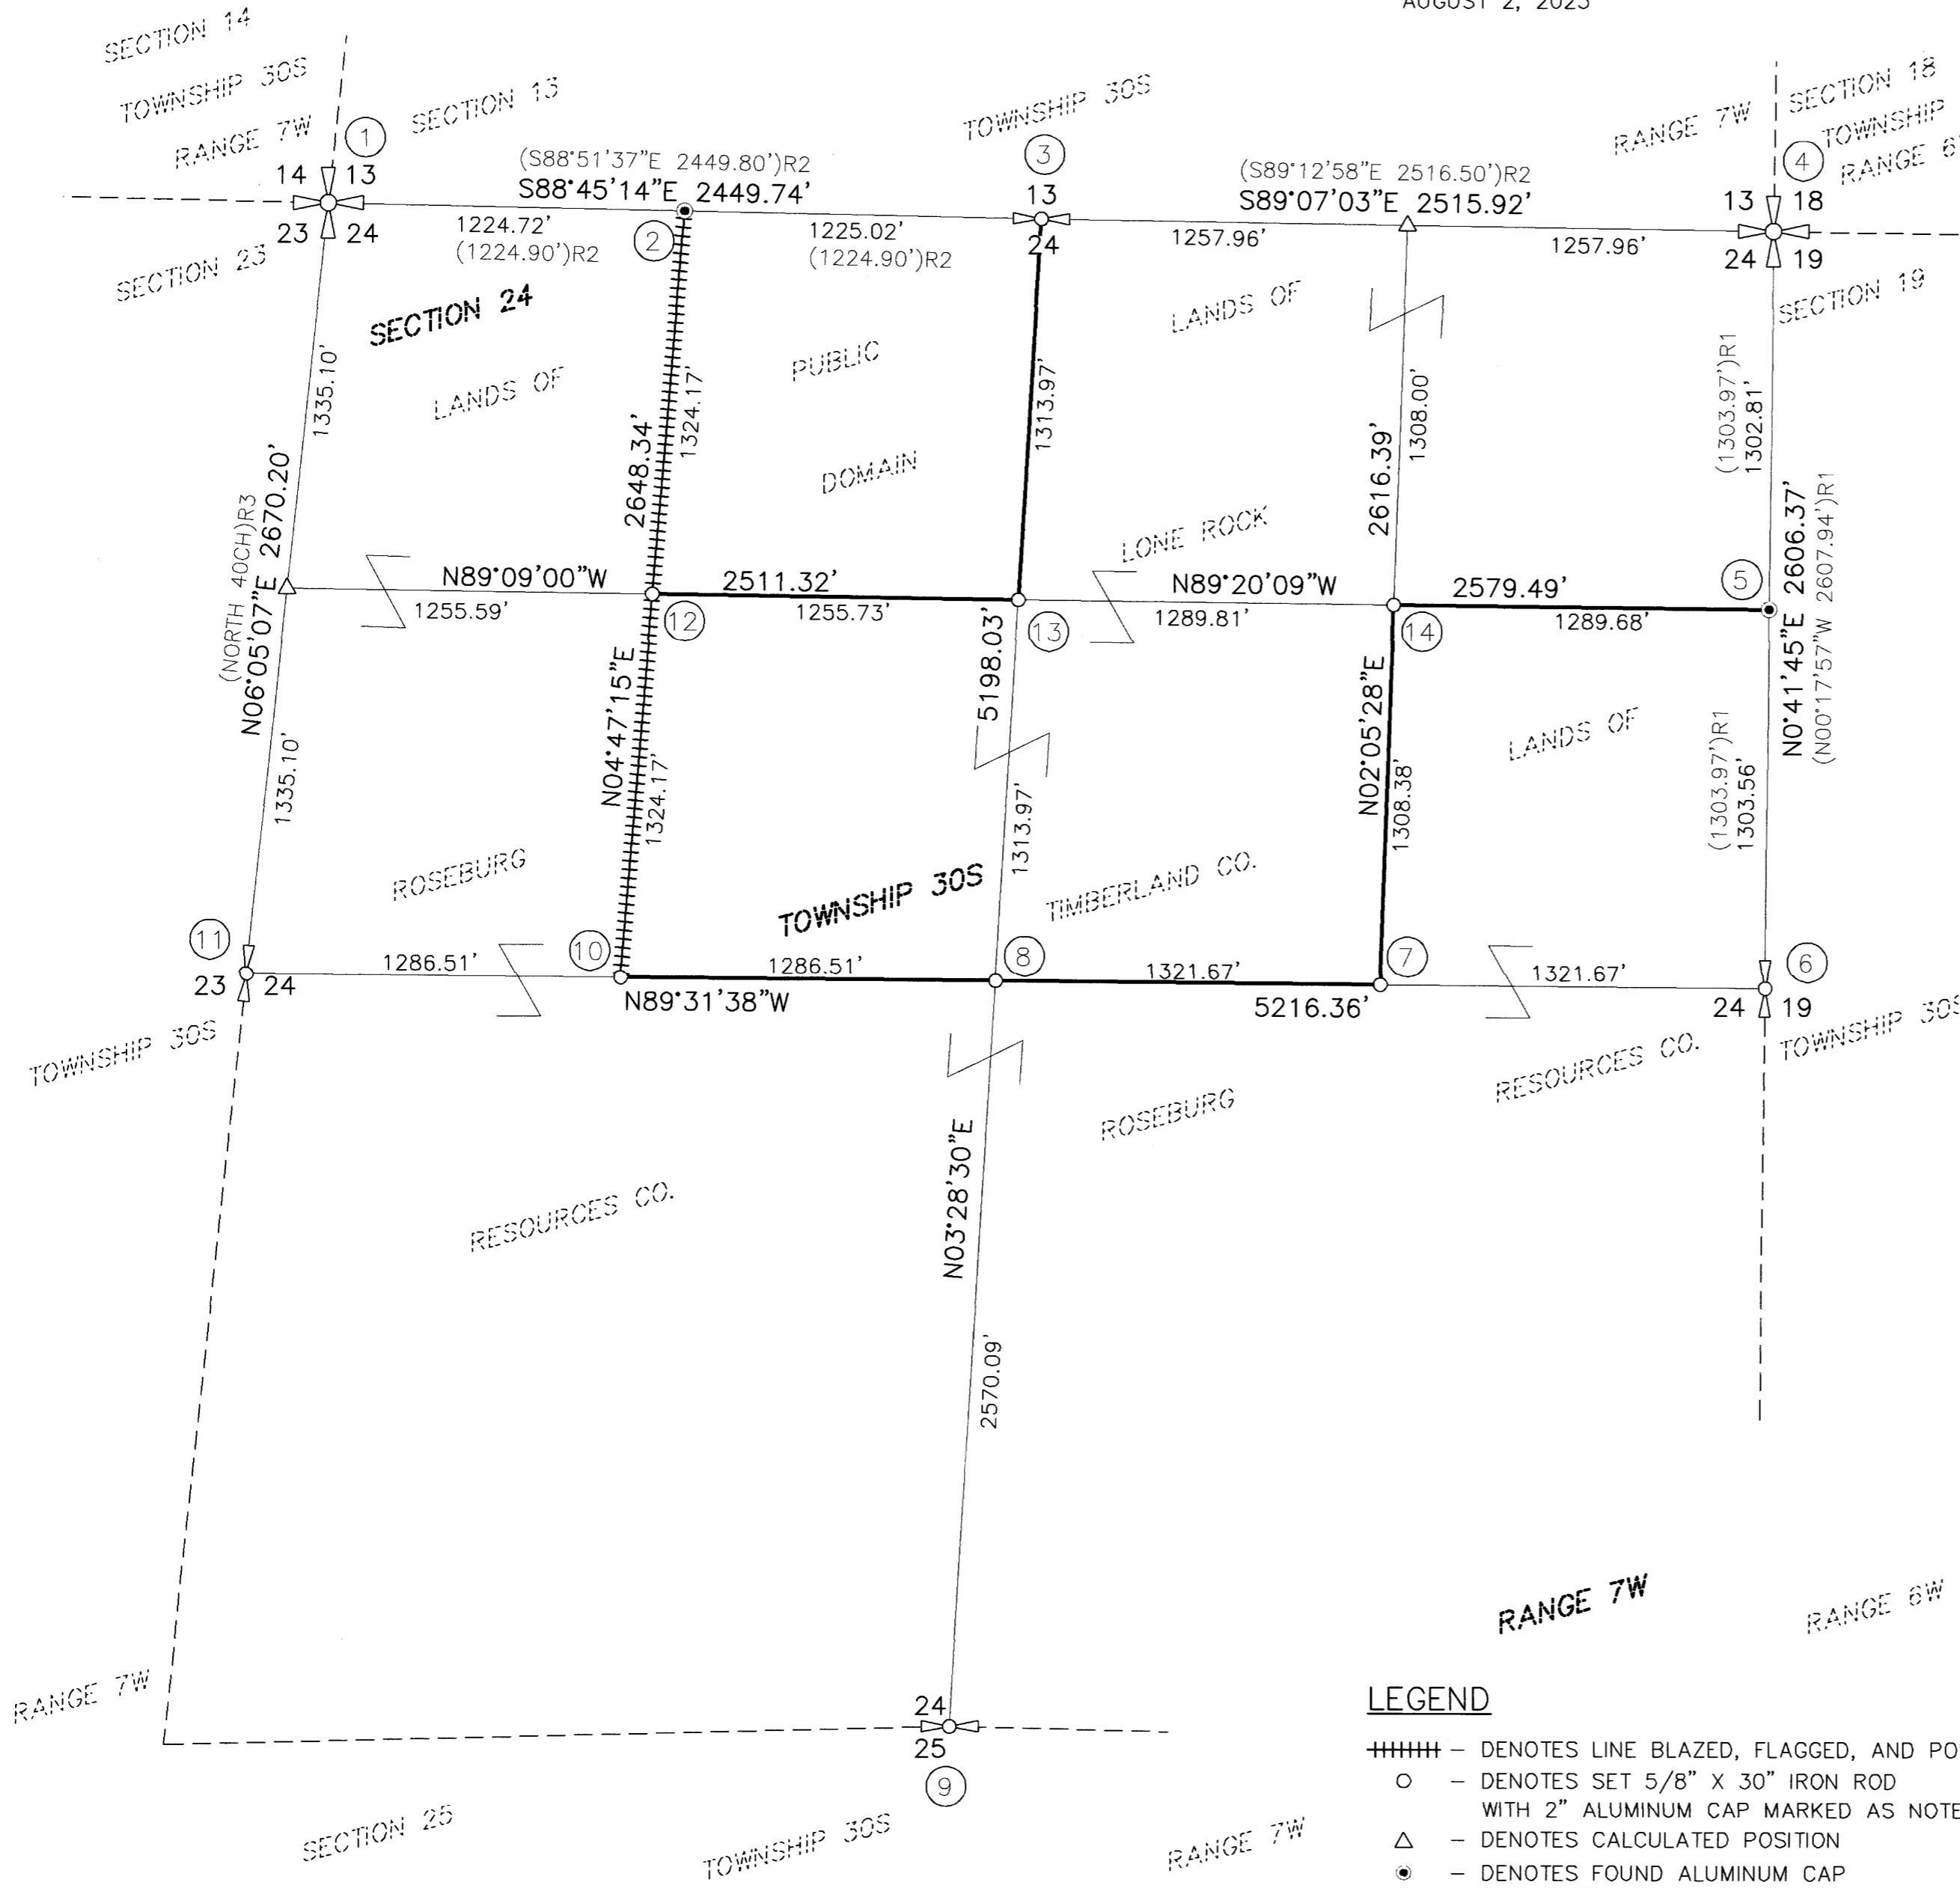 AUGUST 2, 2023
SECTION 14
TOWNSHIP 30S
RANGE 7W
SECTION 13
TOWNSHIP 30S
RANGE 7W
SECTION 18
TOWNSHIP
RANGE 6
1
14 13
23 24
(S88°51'37"E 2449.80')R2
S88°45'14"E 2449.74'
1224.72'
(1224.90')R2
2
1225.02'
(1224.90')R2
3
13
24
(S89°12'58"E 2516.50')R2
S89°07'03"E 2515.92'
1257.96'
1257.96'
4
13 18
24 19
SECTION 23
SECTION 24
SECTION 19
LANDS OF
PUBLIC
DOMAIN
LANDS OF
LONE ROCK
1335.10'
2648.34'
1324.17'
1313.97'
2616.39'
1308.00'
(1303.97')R1
1302.81'
(NORTH 40CH)R3
N06°05'07"E 2670.20'
N89°09'00"W 2511.32'
1255.59'
1255.73'
12
13
N89°20'09"W 2579.49'
1289.81'
1289.68'
14
5
N0°41'45"E 2606.37'
(N00°17'57"W 2607.94')R1
1335.10'
N04°47'15"E
1324.17'
5198.03'
1313.97'
N02°05'28"E
1308.38'
LANDS OF
(1303.97')R1
1303.56'
ROSEBURG
TOWNSHIP 30S
TIMBERLAND CO.
11
23 24
1286.51'
10
1286.51'
N89°31'38"W
8
1321.67'
5216.36'
7
1321.67'
6
24 19
TOWNSHIP 30S
TOWNSHIP 30S
ROSEBURG
RESOURCES CO.
RESOURCES CO.
N03°28'30"E
2570.09'
RANGE 7W
RANGE 7W
RANGE 6W
24
25
9
SECTION 25
TOWNSHIP 30S
RANGE 7W
LEGEND
– DENOTES LINE BLAZED, FLAGGED, AND PO
– DENOTES SET 5/8" X 30" IRON ROD
WITH 2" ALUMINUM CAP MARKED AS NOTE
– DENOTES CALCULATED POSITION
– DENOTES FOUND ALUMINUM CAP